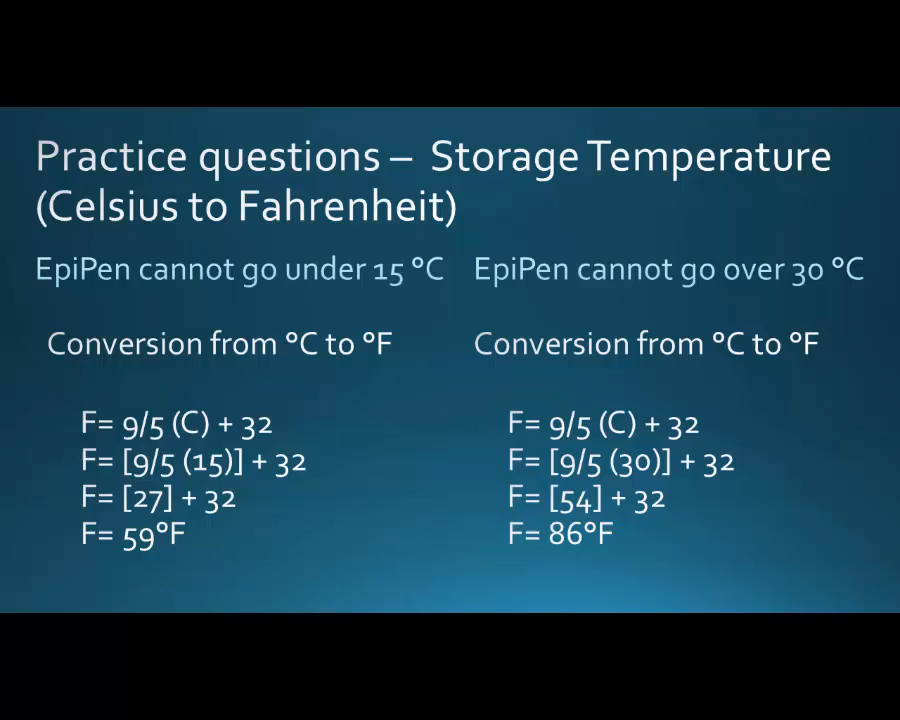 Practice questions – Storage Temperature
(Celsius to Fahrenheit)
EpiPen cannot go under 15 °C
Conversion from °C to °F
F= 9/5 (C) + 32
F= [9/5 (15)] + 32
F= [27] + 32
F= 59°F
EpiPen cannot go over 30 °C
Conversion from °C to °F
F= 9/5 (C) + 32
F= [9/5 (30)] + 32
F= [54] + 32
F= 86°F